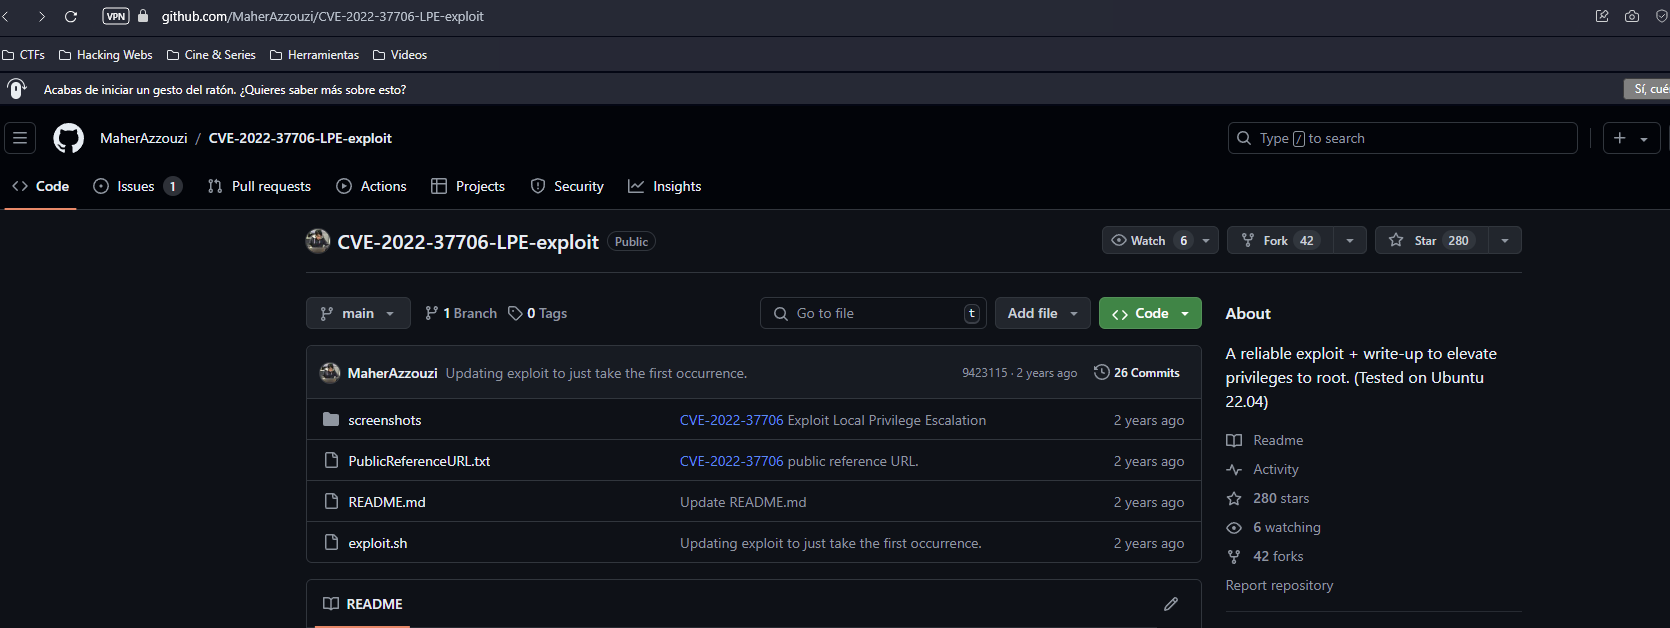 VPN github.com/MaherAzzouzi/CVE-2022-37706-LPE-exploit
CTFs Hacking Webs Cine & Series Herramientas Videos
Acabas de iniciar un gesto del ratón. ¿Quieres saber más sobre esto? Sí, cué
MaherAzzouzi / CVE-2022-37706-LPE-exploit Type / to search
Code Issues 1 Pull requests Actions Projects Security Insights
CVE-2022-37706-LPE-exploit Public Watch 6 Fork 42 Star 280
main 1 Branch 0 Tags Go to file t Add file Code
MaherAzzouzi Updating exploit to just take the first occurrence. 9423115 · 2 years ago 26 Commits
screenshots CVE-2022-37706 Exploit Local Privilege Escalation 2 years ago
PublicReferenceURL.txt CVE-2022-37706 public reference URL. 2 years ago
README.md Update README.md 2 years ago
exploit.sh Updating exploit to just take the first occurrence. 2 years ago
README
About
A reliable exploit + write-up to elevate
privileges to root. (Tested on Ubuntu
22.04)
Readme
Activity
280 stars
6 watching
42 forks
Report repository